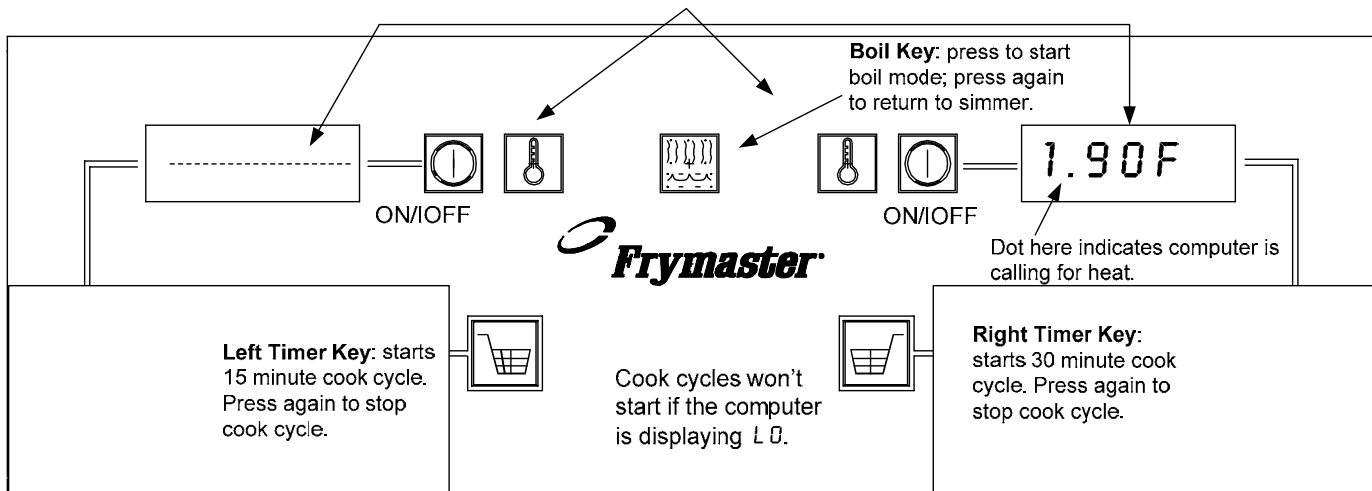 Boil Key: press to start
boil mode; press again
to return to simmer.
1.90F
ON/IOFF
ON/IOFF
Dot here indicates computer is
calling for heat.
Frymaster
Left Timer Key: starts
15 minute cook cycle.
Press again to stop
cook cycle.
Cook cycles won't
start if the computer
is displaying LO.
Right Timer Key:
starts 30 minute cook
cycle. Press again to
stop cook cycle.